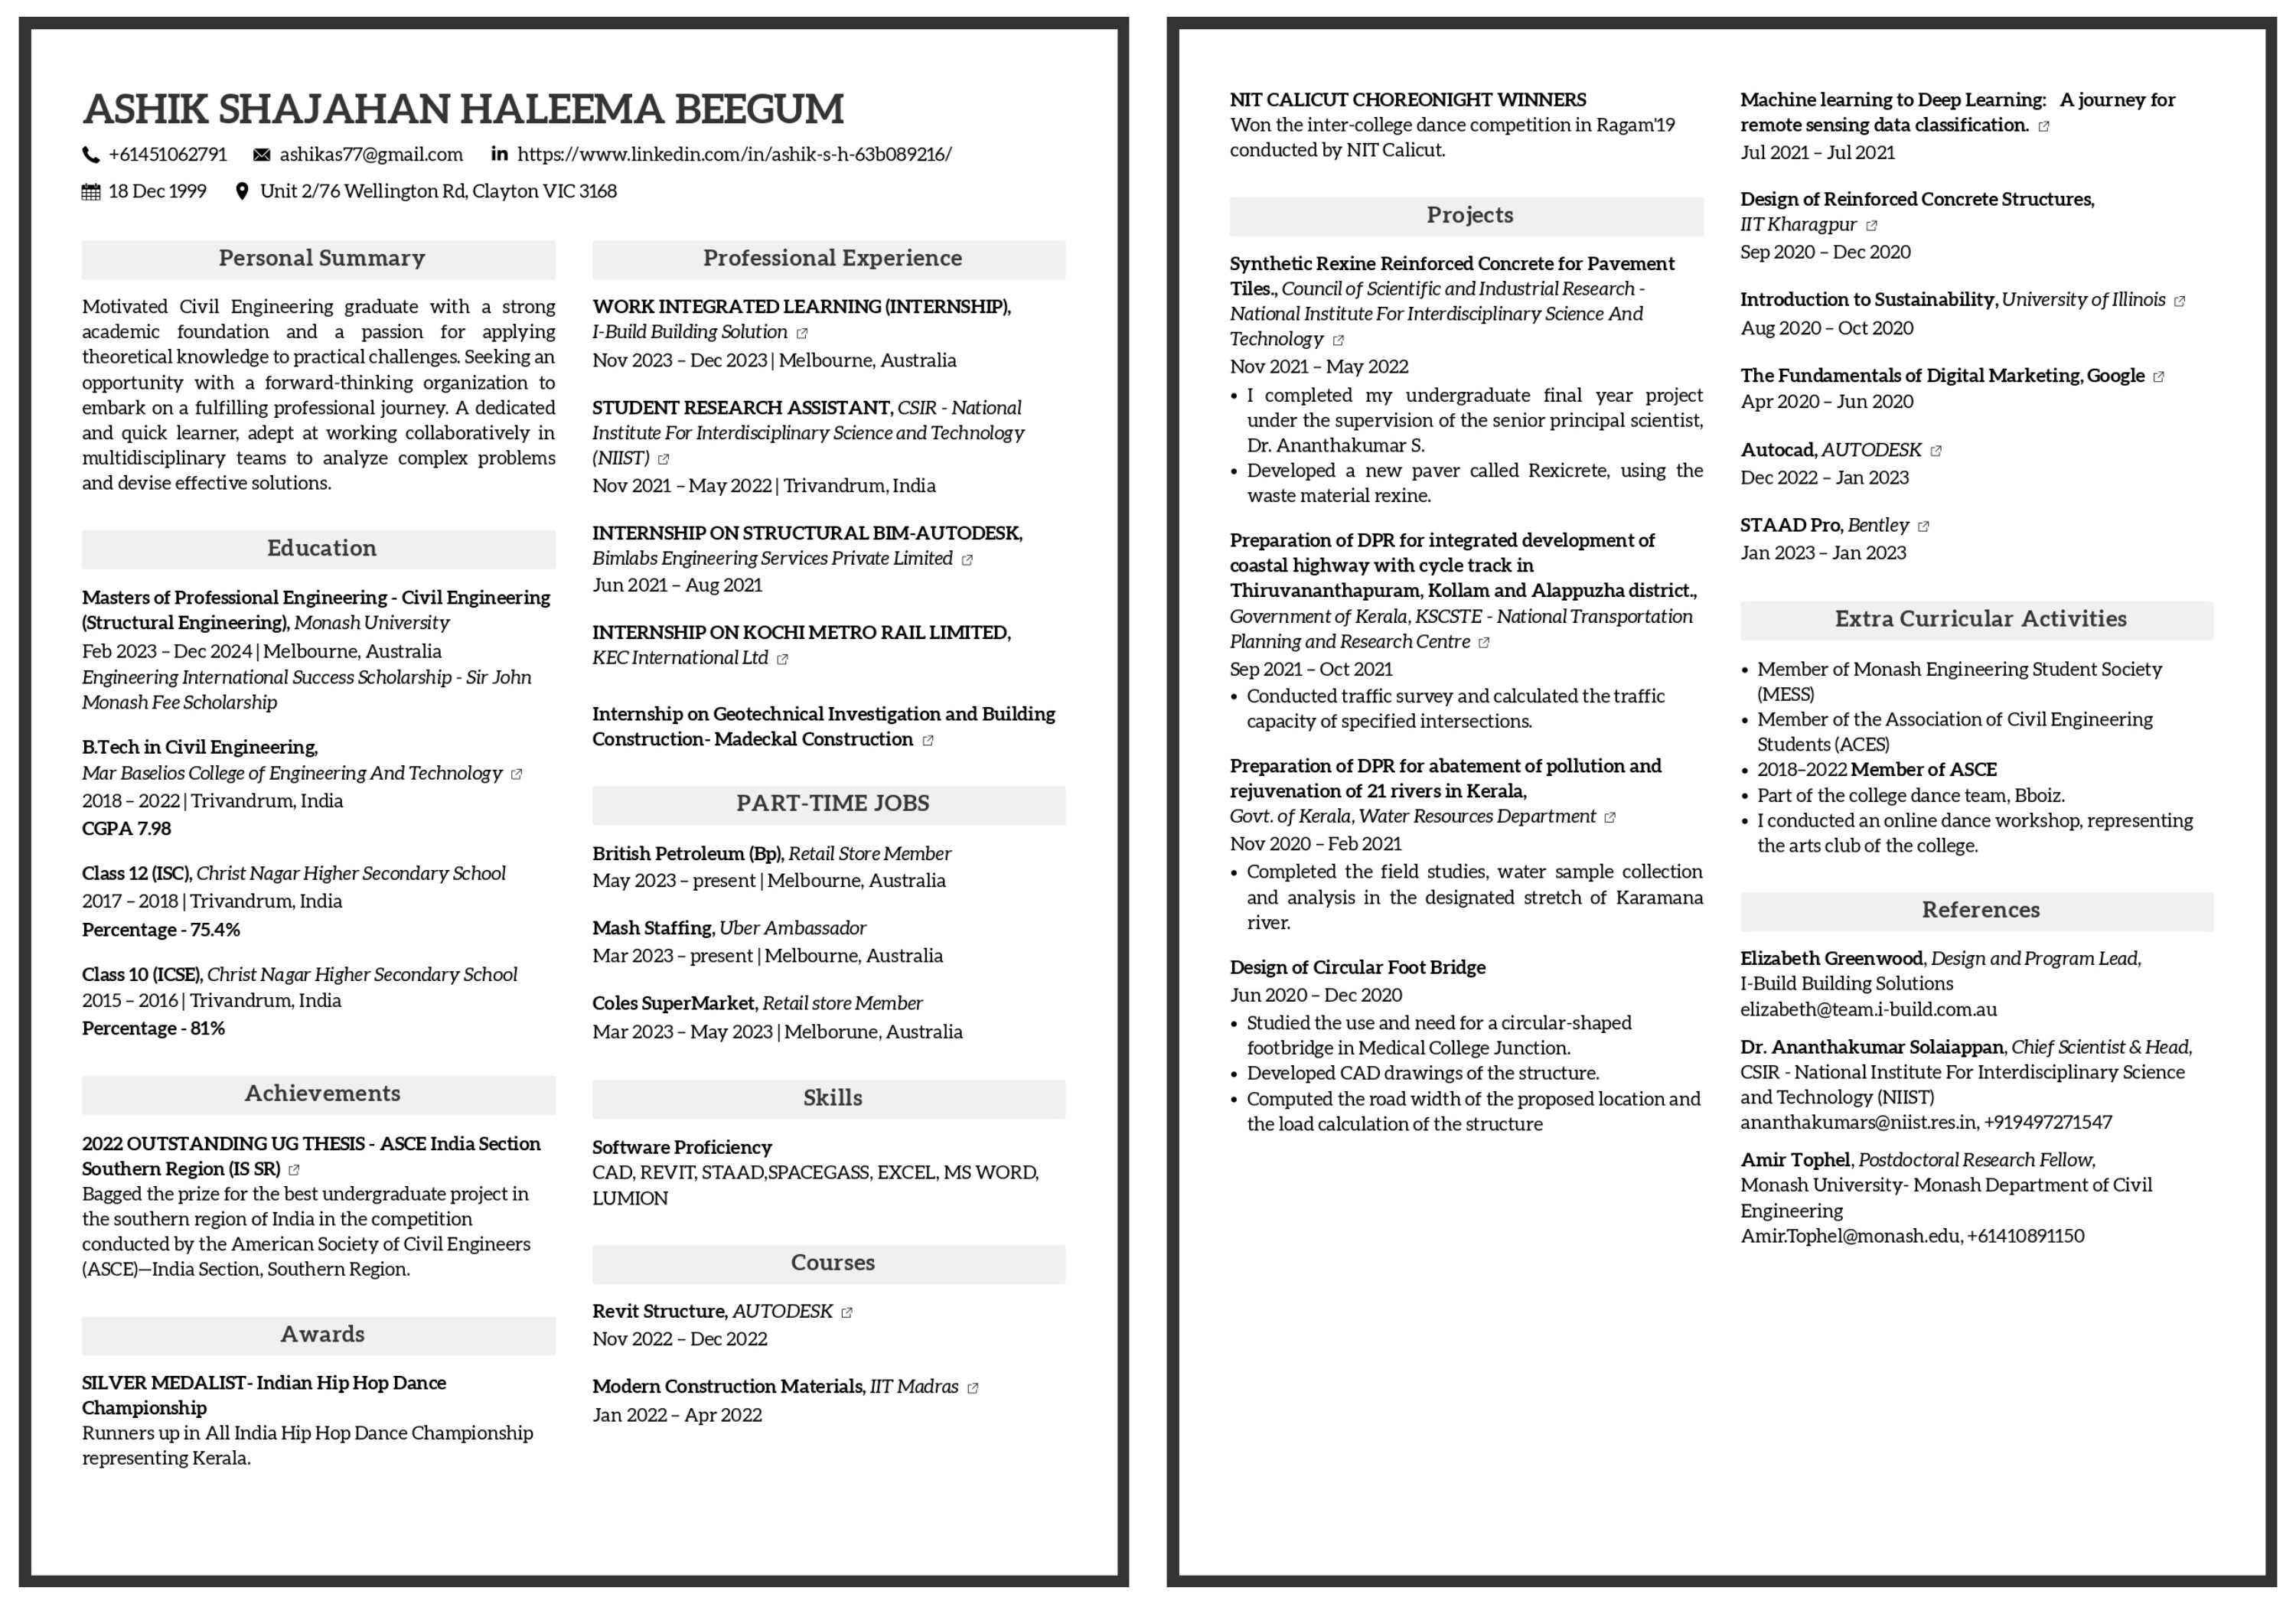 ASHIK SHAJAHAN HALEEMA BEEGUM
+61451062791 ashikas77@gmail.com https://www.linkedin.com/in/ashik-s-h-63b089216/
18 Dec 1999 Unit 2/76 Wellington Rd, Clayton VIC 3168
Personal Summary
Motivated Civil Engineering graduate with a strong
academic foundation and a passion for applying
theoretical knowledge to practical challenges. Seeking an
opportunity with a forward-thinking organization to
embark on a fulfilling professional journey. A dedicated
and quick learner, adept at working collaboratively in
multidisciplinary teams to analyze complex problems
and devise effective solutions.
Education
Masters of Professional Engineering - Civil Engineering
(Structural Engineering), Monash University
Feb 2023 – Dec 2024 | Melbourne, Australia
Engineering International Success Scholarship - Sir John
Monash Fee Scholarship
B.Tech in Civil Engineering,
Mar Baselios College of Engineering And Technology
2018 – 2022 | Trivandrum, India
CGPA 7.98
Class 12 (ISC), Christ Nagar Higher Secondary School
2017 – 2018 | Trivandrum, India
Percentage - 75.4%
Class 10 (ICSE), Christ Nagar Higher Secondary School
2015 – 2016 | Trivandrum, India
Percentage - 81%
Achievements
2022 OUTSTANDING UG THESIS - ASCE India Section
Southern Region (IS SR)
Bagged the prize for the best undergraduate project in
the southern region of India in the competition
conducted by the American Society of Civil Engineers
(ASCE)—India Section, Southern Region.
Awards
SILVER MEDALIST- Indian Hip Hop Dance
Championship
Runners up in All India Hip Hop Dance Championship
representing Kerala.
Professional Experience
WORK INTEGRATED LEARNING (INTERNSHIP),
I-Build Building Solution
Nov 2023 – Dec 2023 | Melbourne, Australia
STUDENT RESEARCH ASSISTANT, CSIR - National
Institute For Interdisciplinary Science and Technology
(NIIST)
Nov 2021 – May 2022 | Trivandrum, India
INTERNSHIP ON STRUCTURAL BIM-AUTODESK,
Bimlabs Engineering Services Private Limited
Jun 2021 – Aug 2021
INTERNSHIP ON KOCHI METRO RAIL LIMITED,
KEC International Ltd
Internship on Geotechnical Investigation and Building
Construction- Madeckal Construction
PART-TIME JOBS
British Petroleum (Bp), Retail Store Member
May 2023 – present | Melbourne, Australia
Mash Staffing, Uber Ambassador
Mar 2023 – present | Melbourne, Australia
Coles SuperMarket, Retail store Member
Mar 2023 – May 2023 | Melborune, Australia
Skills
Software Proficiency
CAD, REVIT, STAAD,SPACEGASS, EXCEL, MS WORD,
LUMION
Courses
Revit Structure, AUTODESK
Nov 2022 – Dec 2022
Modern Construction Materials, IIT Madras
Jan 2022 – Apr 2022
NIT CALICUT CHOREONIGHT WINNERS
Won the inter-college dance competition in Ragam'19
conducted by NIT Calicut.
Projects
Synthetic Rexine Reinforced Concrete for Pavement
Tiles., Council of Scientific and Industrial Research -
National Institute For Interdisciplinary Science And
Technology
Nov 2021 – May 2022
• I completed my undergraduate final year project
under the supervision of the senior principal scientist,
Dr. Ananthakumar S.
• Developed a new paver called Rexicrete, using the
waste material rexine.
Preparation of DPR for integrated development of
coastal highway with cycle track in
Thiruvananthapuram, Kollam and Alappuzha district.,
Government of Kerala, KSCSTE - National Transportation
Planning and Research Centre
Sep 2021 – Oct 2021
• Conducted traffic survey and calculated the traffic
capacity of specified intersections.
Preparation of DPR for abatement of pollution and
rejuvenation of 21 rivers in Kerala,
Govt. of Kerala, Water Resources Department
Nov 2020 – Feb 2021
• Completed the field studies, water sample collection
and analysis in the designated stretch of Karamana
river.
Design of Circular Foot Bridge
Jun 2020 – Dec 2020
• Studied the use and need for a circular-shaped
footbridge in Medical College Junction.
• Developed CAD drawings of the structure.
• Computed the road width of the proposed location and
the load calculation of the structure
Machine learning to Deep Learning: A journey for
remote sensing data classification.
Jul 2021 – Jul 2021
Design of Reinforced Concrete Structures,
IIT Kharagpur
Sep 2020 – Dec 2020
Introduction to Sustainability, University of Illinois
Aug 2020 – Oct 2020
The Fundamentals of Digital Marketing, Google
Apr 2020 – Jun 2020
Autocad, AUTODESK
Dec 2022 – Jan 2023
STAAD Pro, Bentley
Jan 2023 – Jan 2023
Extra Curricular Activities
• Member of Monash Engineering Student Society
(MESS)
• Member of the Association of Civil Engineering
Students (ACES)
• 2018–2022 Member of ASCE
• Part of the college dance team, Bboiz.
• I conducted an online dance workshop, representing
the arts club of the college.
References
Elizabeth Greenwood, Design and Program Lead,
I-Build Building Solutions
elizabeth@team.i-build.com.au
Dr. Ananthakumar Solaiappan, Chief Scientist & Head,
CSIR - National Institute For Interdisciplinary Science
and Technology (NIIST)
ananthakumars@niist.res.in, +919497271547
Amir Tophel, Postdoctoral Research Fellow,
Monash University- Monash Department of Civil
Engineering
Amir.Tophel@monash.edu, +61410891150